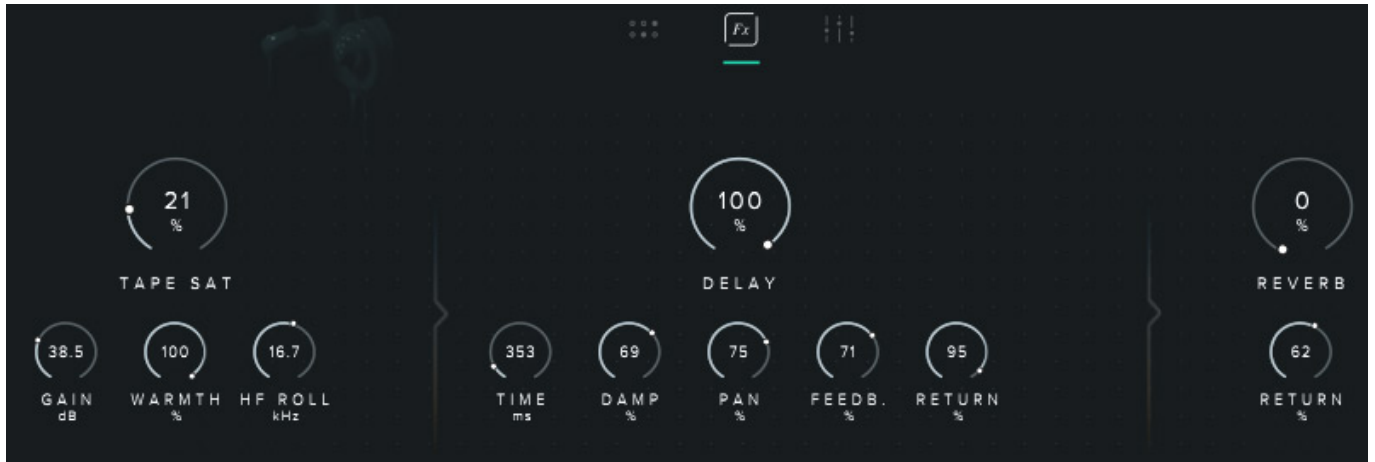 Fx
21
%
TAPE SAT
38.5
GAIN
dB
100
WARMTH
%
16.7
HF ROLL
kHz
100
%
DELAY
353
TIME
ms
69
DAMP
%
75
PAN
%
71
FEEDB.
%
95
RETURN
%
0
%
REVERB
62
RETURN
%